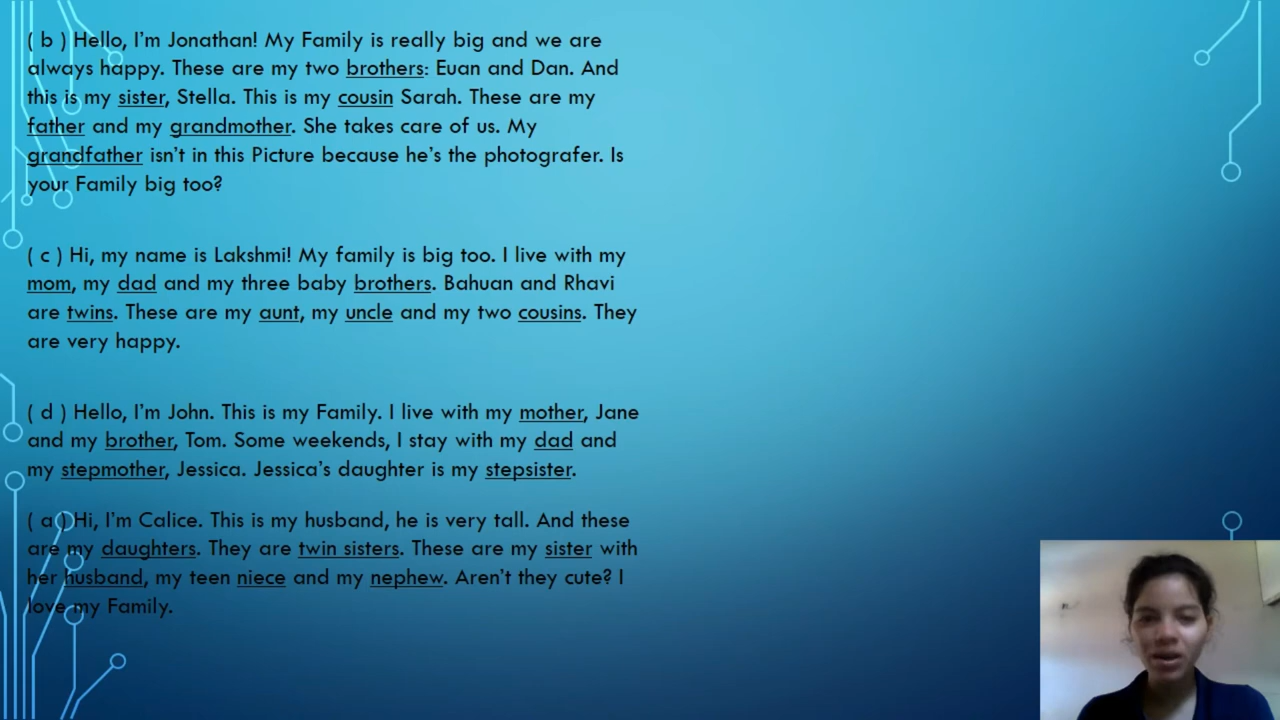 ( b ) Hello, I'm Jonathan! My Family is really big and we are
always happy. These are my two brothers: Euan and Dan. And
this is my sister, Stella. This is my cousin Sarah. These are my
father and my grandmother. She takes care of us. My
grandfather isn't in this Picture because he's the photografer. Is
your Family big too?
( c ) Hi, my name is Lakshmi! My family is big too. I live with my
mom, my dad and my three baby brothers. Bahuan and Rhavi
are twins. These are my aunt, my uncle and my two cousins. They
are very happy.
( d ) Hello, I'm John. This is my Family. I live with my mother, Jane
and my brother, Tom. Some weekends, I stay with my dad and
my stepmother, Jessica. Jessica's daughter is my stepsister.
( a ) Hi, I'm Calice. This is my husband, he is very tall. And these
are my daughters. They are twin sisters. These are my sister with
her husband, my teen niece and my nephew. Aren't they cute? I
love my Family.